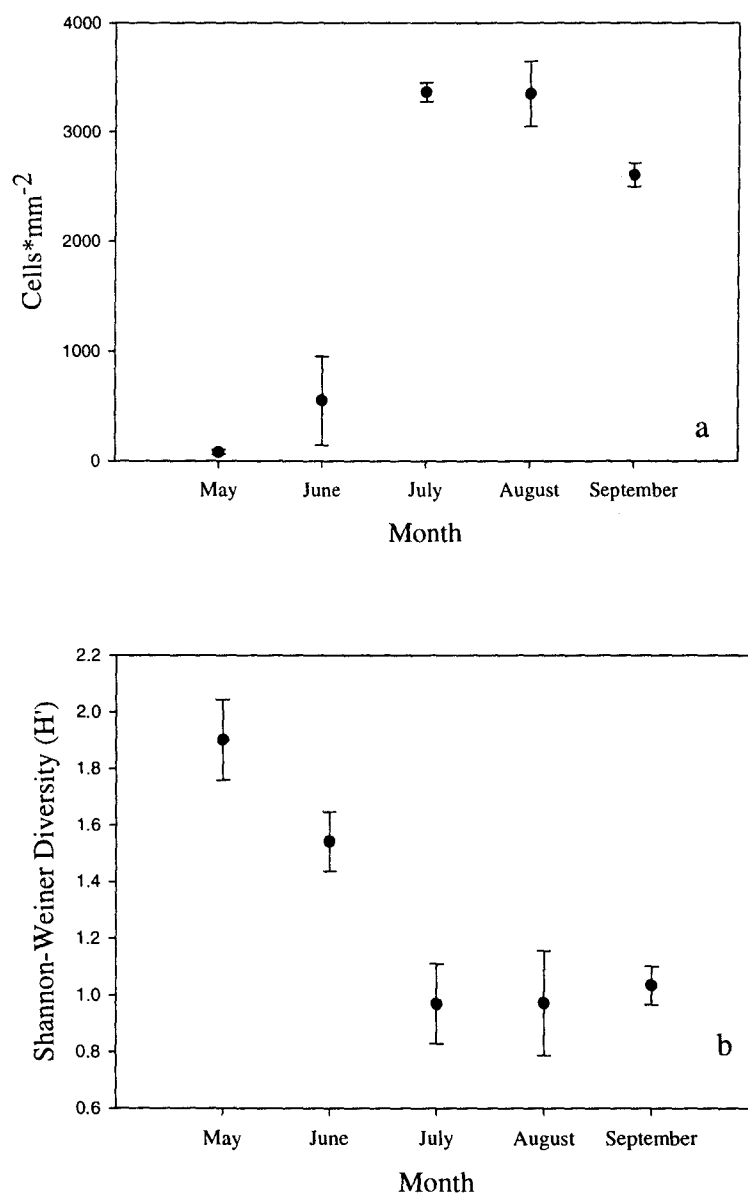 4000
3000
2000
1000
0
Cells*mm-2
a
May June July August September
Month
2.2
2.0
1.8
1.6
1.4
1.2
1.0
0.8
0.6
Shannon-Weiner Diversity (H')
b
May June July August September
Month